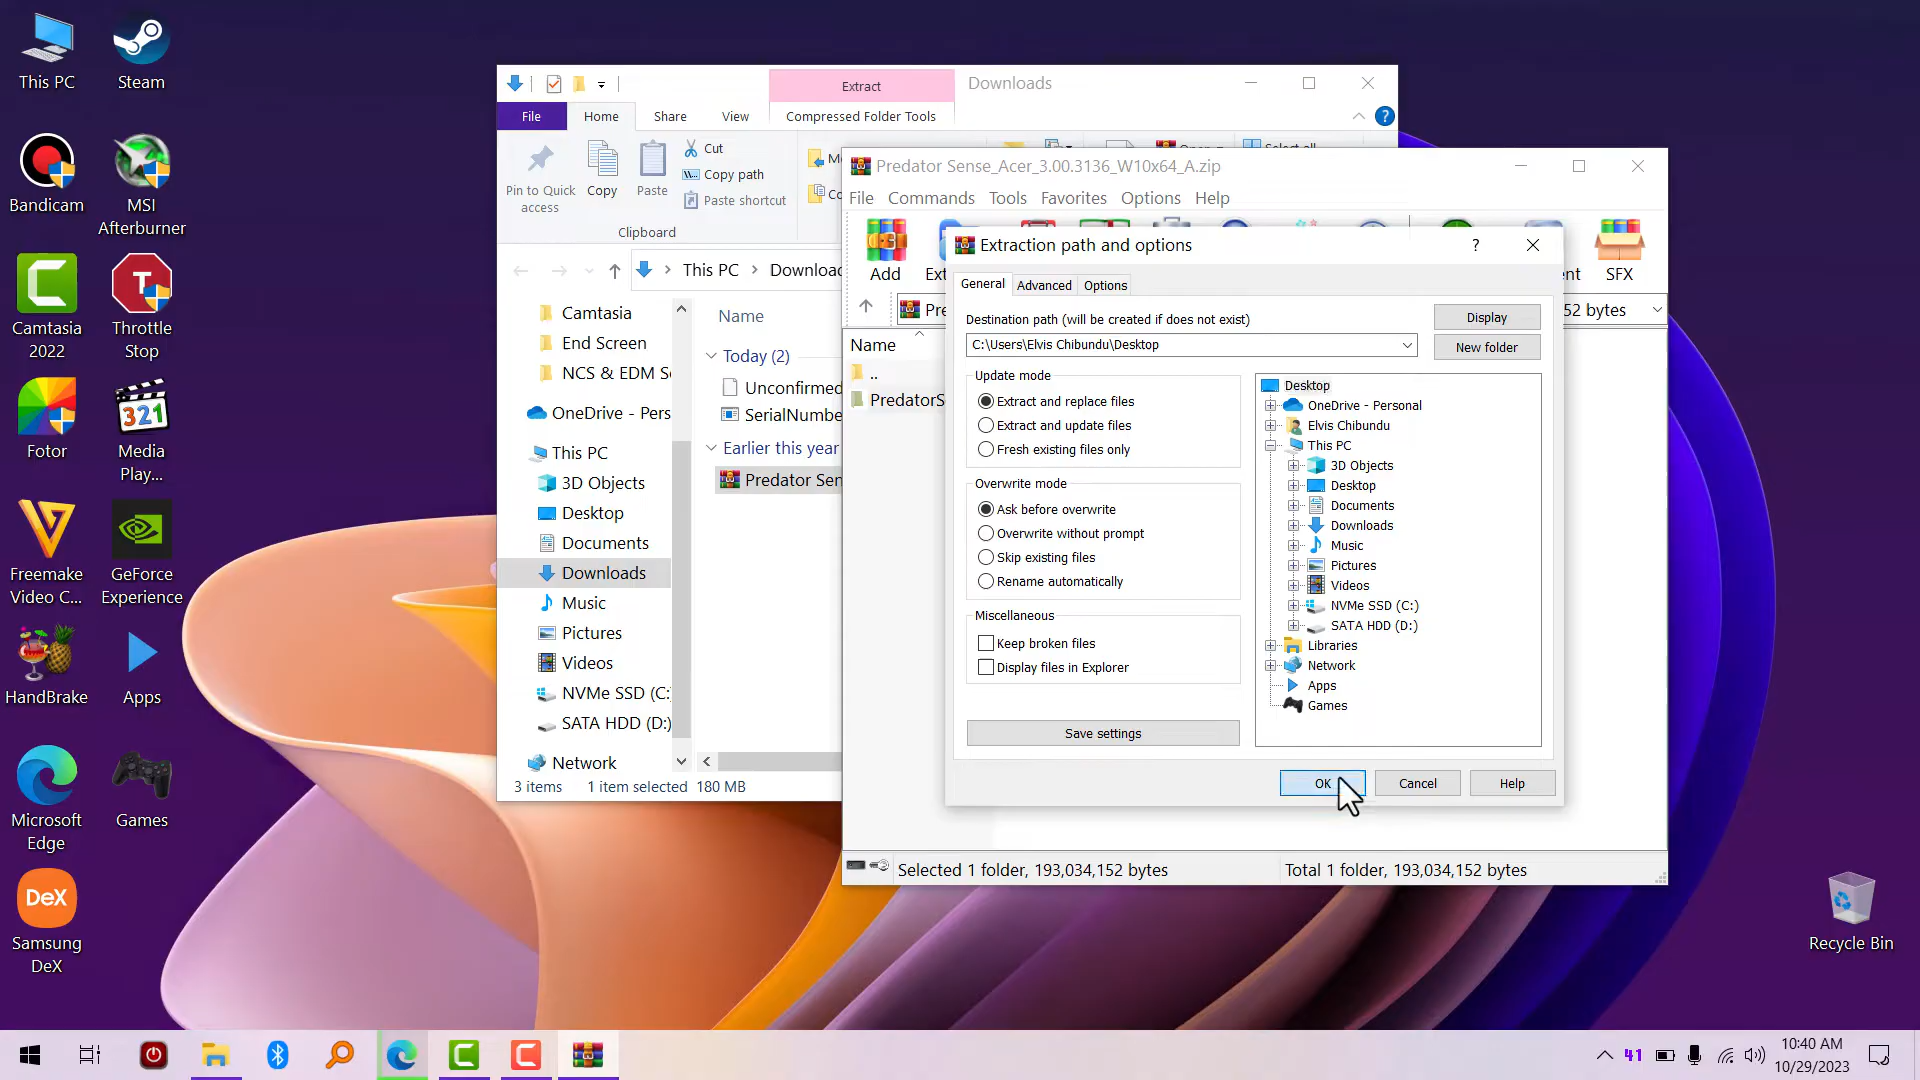 This PC
Steam
Bandicam
MSI
Afterburner
Camtasia
2022
Throttle
Stop
Fotor
Media
Play...
Freemake
Video C...
GeForce
Experience
HandBrake
Apps
Microsoft
Edge
Games
Samsung
DeX
DeX
Recycle Bin
Extract
Downloads
File
Home
Share
View
Compressed Folder Tools
Pin to Quick
access
Copy
Paste
Cut
Copy path
Paste shortcut
Clipboard
This PC
Camtasia
End Screen
NCS & EDM S
OneDrive - Pers
This PC
3D Objects
Desktop
Documents
Downloads
Music
Pictures
Videos
NVMe SSD (C:
SATA HDD (D:)
Network
Name
Today (2)
Unconfirmed
SerialNumbe
Earlier this year
Predator Sen
3 items
1 item selected 180 MB
Predator Sense_Acer_3.00.3136_W10x64_A.zip
File Commands Tools Favorites Options Help
Add
Ext
SFX
52 bytes
Name
..
PredatorS
Extraction path and options
?
General
Advanced
Options
Destination path (will be created if does not exist)
C:\Users\Elvis Chibundu\Desktop
Display
New folder
Update mode
Extract and replace files
Extract and update files
Fresh existing files only
Overwrite mode
Ask before overwrite
Overwrite without prompt
Skip existing files
Rename automatically
Miscellaneous
Keep broken files
Display files in Explorer
Save settings
Desktop
OneDrive - Personal
Elvis Chibundu
This PC
3D Objects
Desktop
Documents
Downloads
Music
Pictures
Videos
NVMe SSD (C:)
SATA HDD (D:)
Libraries
Network
Apps
Games
OK
Cancel
Help
Selected 1 folder, 193,034,152 bytes
Total 1 folder, 193,034,152 bytes
41
10:40 AM
10/29/2023